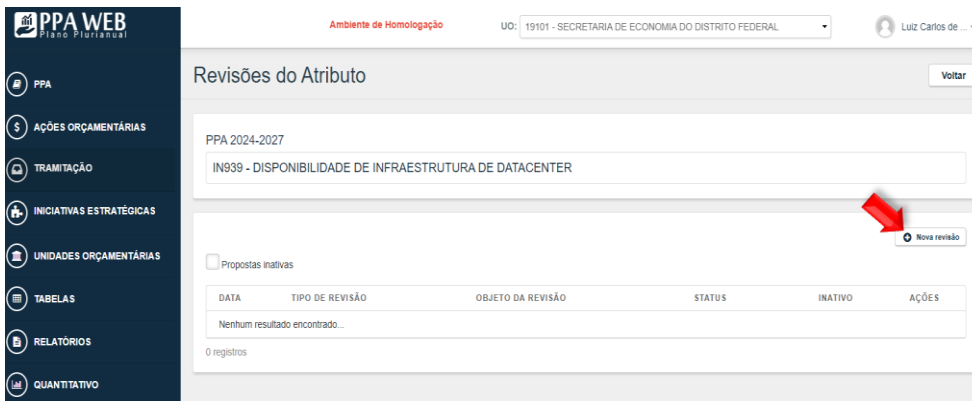 PPA WEB
Plano Plurianual
Ambiente de Homologação
UO: 19101 - SECRETARIA DE ECONOMIA DO DISTRITO FEDERAL
Luiz Carlos de ...
PPA
AÇÕES ORÇAMENTÁRIAS
TRAMITAÇÃO
INICIATIVAS ESTRATÉGICAS
UNIDADES ORÇAMENTÁRIAS
TABELAS
RELATÓRIOS
QUANTITATIVO
Revisões do Atributo
Voltar
PPA 2024-2027
IN939 - DISPONIBILIDADE DE INFRAESTRUTURA DE DATACENTER
Nova revisão
Propostas inativas
DATA TIPO DE REVISÃO OBJETO DA REVISÃO STATUS INATIVO AÇÕES
Nenhum resultado encontrado...
0 registros